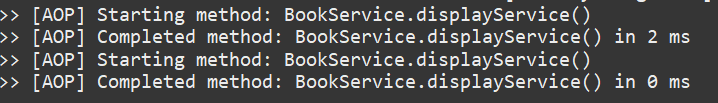 >> [AOP] Starting method: BookService.displayService()
>> [AOP] Completed method: BookService.displayService() in 2 ms
>> [AOP] Starting method: BookService.displayService()
>> [AOP] Completed method: BookService.displayService() in 0 ms